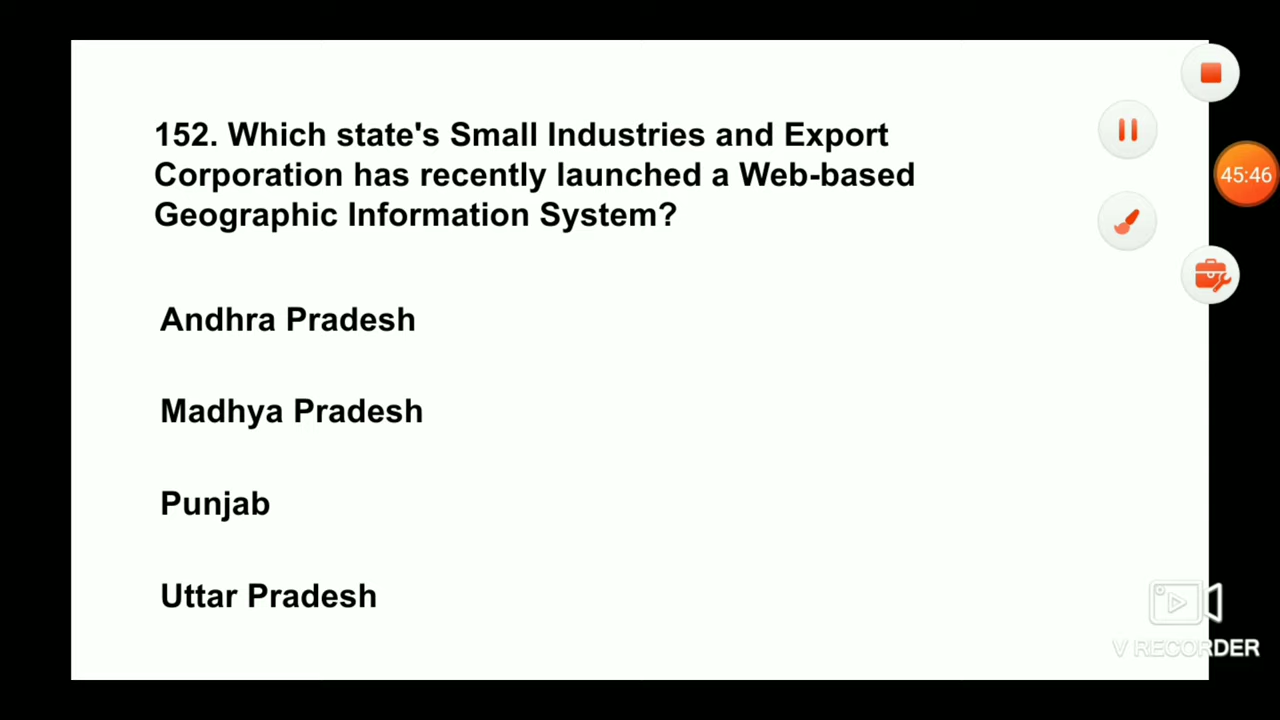 152. Which state's Small Industries and Export
Corporation has recently launched a Web-based
Geographic Information System?
Andhra Pradesh
Madhya Pradesh
Punjab
Uttar Pradesh
45:46
V RECORDER